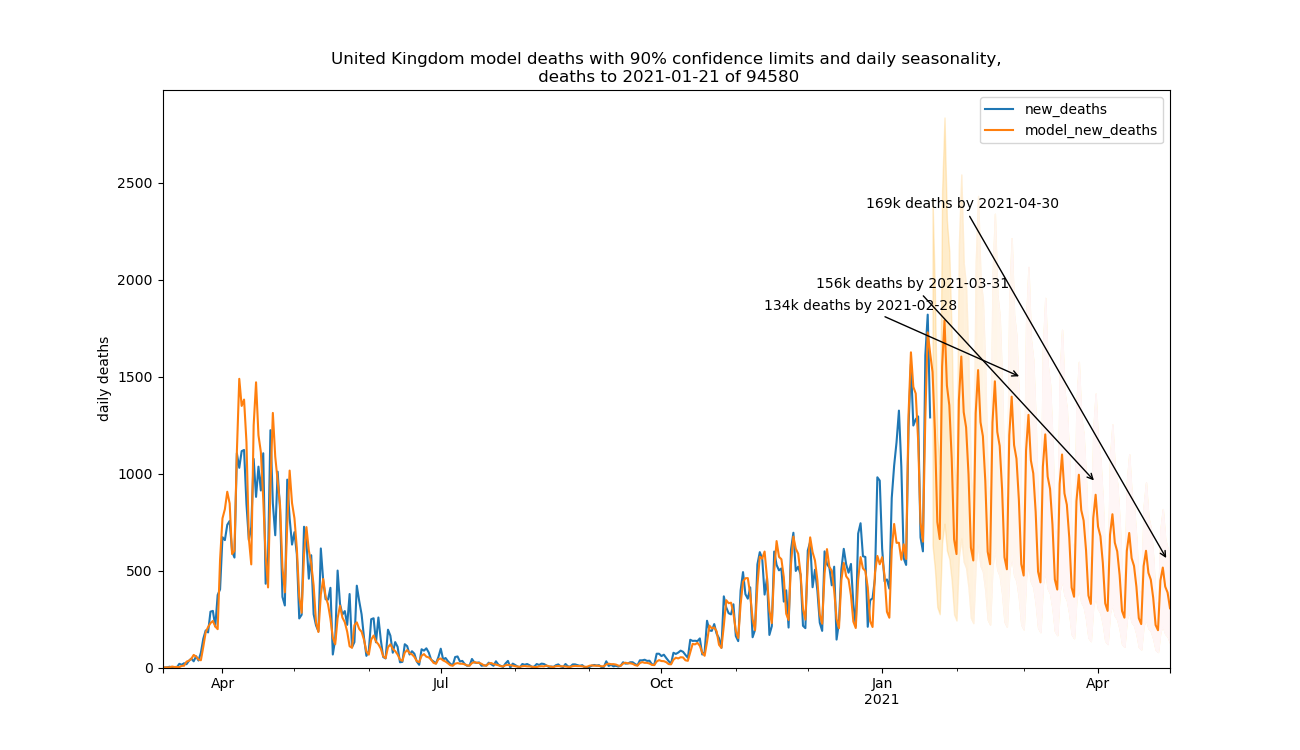 United Kingdom model deaths with 90% confidence limits and daily seasonality,
deaths to 2021-01-21 of 94580
new_deaths
model_new_deaths
2500
169k deaths by 2021-04-30
2000
156k deaths by 2021-03-31
134k deaths by 2021-02-28
1500
daily deaths
1000
500
0
Apr
Jul
Oct
Jan
2021
Apr